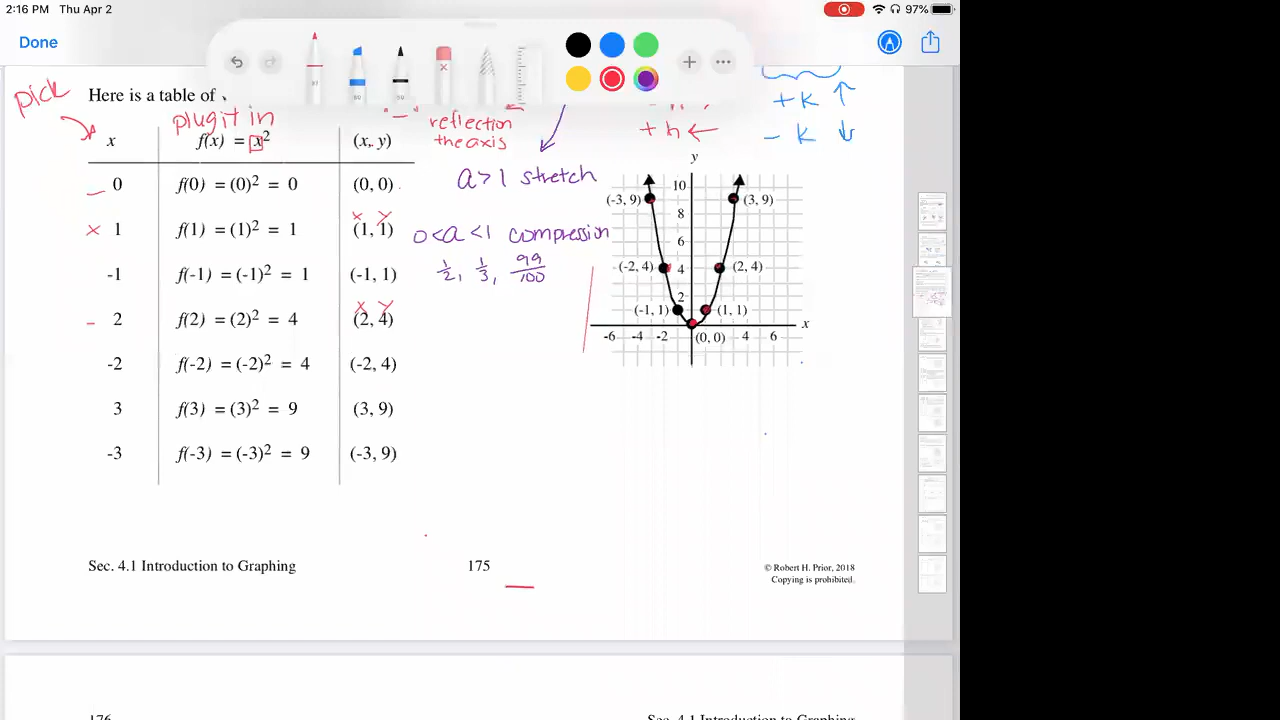 2:16 PM Thu Apr 2
97%
Done
pick
Here is a table of
plug it in
x
f(x) = x²
(x, y)
0
f(0) = (0)² = 0
(0, 0)
x 1
f(1) = (1)² = 1
x y
(1, 1)
-1
f(-1) = (-1)² = 1
(-1, 1)
2
f(2) = (2)² = 4
x y
(2, 4)
-2
f(-2) = (-2)² = 4
(-2, 4)
3
f(3) = (3)² = 9
(3, 9)
-3
f(-3) = (-3)² = 9
(-3, 9)
"_"
reflection
the axis
+ h ←
+ k ↑
- k ↓
a > 1 stretch
0 < a < 1 compression
1/2, 1/3, 99/100
y
10
(-3, 9)
(3, 9)
8
6
(-2, 4)
4
(2, 4)
2
(-1, 1)
(1, 1)
x
-6 -4 -2 (0, 0) 4 6
Sec. 4.1 Introduction to Graphing
175
© Robert H. Prior, 2018
Copying is prohibited.
176
Sec. 4.1 Introduction to Graphing